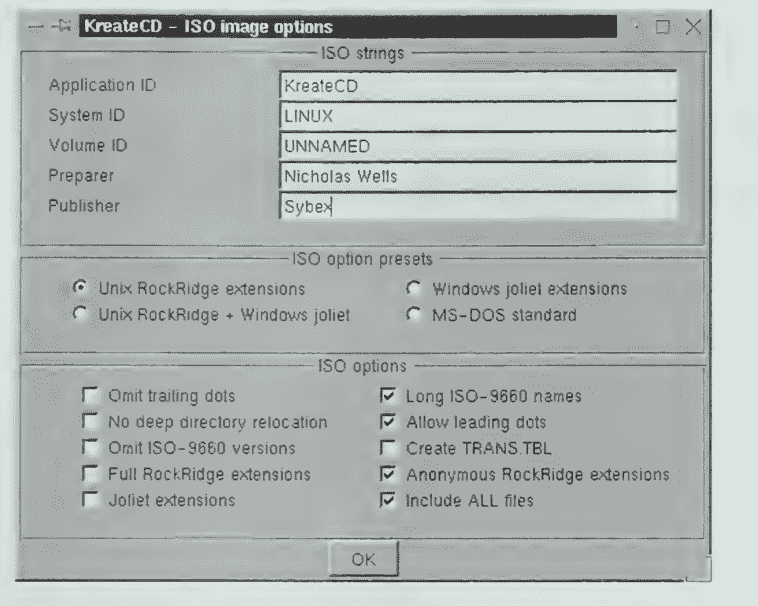 KreateCD - ISO image options
ISO strings
Application ID KreateCD
System ID LINUX
Volume ID UNNAMED
Preparer Nicholas Wells
Publisher Sybex
ISO option presets
Unix RockRidge extensions Windows joliet extensions
Unix RockRidge + Windows joliet MS-DOS standard
ISO options
Omit trailing dots Long ISO-9660 names
No deep directory relocation Allow leading dots
Omit ISO-9660 versions Create TRANS.TBL
Full RockRidge extensions Anonymous RockRidge extensions
Joliet extensions Include ALL files
OK